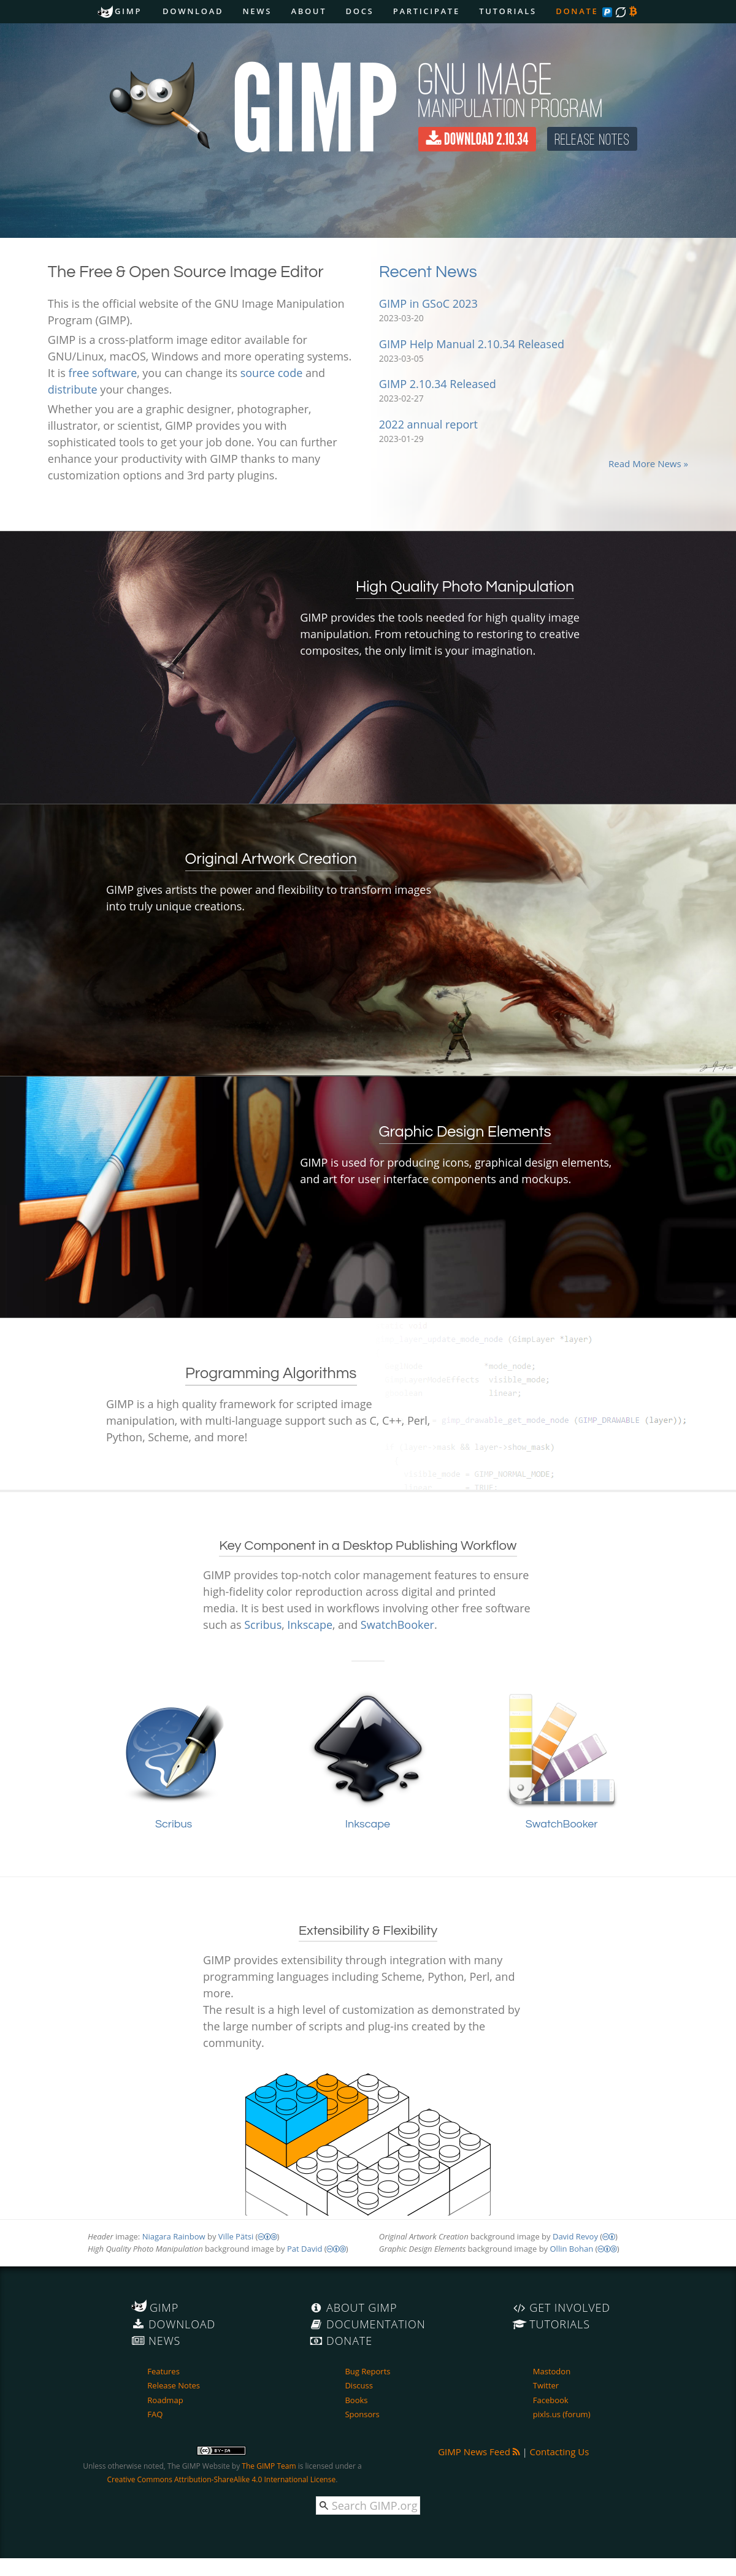 GIMP DOWNLOAD NEWS ABOUT DOCS PARTICIPATE TUTORIALS DONATE
GIMP
GNU IMAGE
MANIPULATION PROGRAM
DOWNLOAD 2.10.34 RELEASE NOTES
The Free & Open Source Image Editor
This is the official website of the GNU Image Manipulation
Program (GIMP).
GIMP is a cross-platform image editor available for
GNU/Linux, macOS, Windows and more operating systems.
It is free software, you can change its source code and
distribute your changes.
Whether you are a graphic designer, photographer,
illustrator, or scientist, GIMP provides you with
sophisticated tools to get your job done. You can further
enhance your productivity with GIMP thanks to many
customization options and 3rd party plugins.
Recent News
GIMP in GSoC 2023
2023-03-20
GIMP Help Manual 2.10.34 Released
2023-03-05
GIMP 2.10.34 Released
2023-02-27
2022 annual report
2023-01-29
Read More News »
High Quality Photo Manipulation
GIMP provides the tools needed for high quality image
manipulation. From retouching to restoring to creative
composites, the only limit is your imagination.
Original Artwork Creation
GIMP gives artists the power and flexibility to transform images
into truly unique creations.
Graphic Design Elements
GIMP is used for producing icons, graphical design elements,
and art for user interface components and mockups.
Programming Algorithms
GIMP is a high quality framework for scripted image
manipulation, with multi-language support such as C, C++, Perl,
Python, Scheme, and more!
update_mode_node (GimpLayer *layer)
*mode_node;
visible_mode;
linear;
= gimp_drawable_get_mode_node (GIMP_DRAWABLE (layer));
mask && layer->show_mask)
visible_mode = GIMP_NORMAL_MODE;
= TRUE;
Key Component in a Desktop Publishing Workflow
GIMP provides top-notch color management features to ensure
high-fidelity color reproduction across digital and printed
media. It is best used in workflows involving other free software
such as Scribus, Inkscape, and SwatchBooker.
Scribus
Inkscape
SwatchBooker
Extensibility & Flexibility
GIMP provides extensibility through integration with many
programming languages including Scheme, Python, Perl, and
more.
The result is a high level of customization as demonstrated by
the large number of scripts and plug-ins created by the
community.
Header image: Niagara Rainbow by Ville Pätsi
High Quality Photo Manipulation background image by Pat David
Original Artwork Creation background image by David Revoy
Graphic Design Elements background image by Ollin Bohan
GIMP
DOWNLOAD
NEWS
ABOUT GIMP
DOCUMENTATION
DONATE
GET INVOLVED
TUTORIALS
Features
Release Notes
Roadmap
FAQ
Bug Reports
Discuss
Books
Sponsors
Mastodon
Twitter
Facebook
pixls.us (forum)
cc BY-SA
Unless otherwise noted, The GIMP Website by The GIMP Team is licensed under a
Creative Commons Attribution-ShareAlike 4.0 International License.
GIMP News Feed | Contacting Us
Search GIMP.org